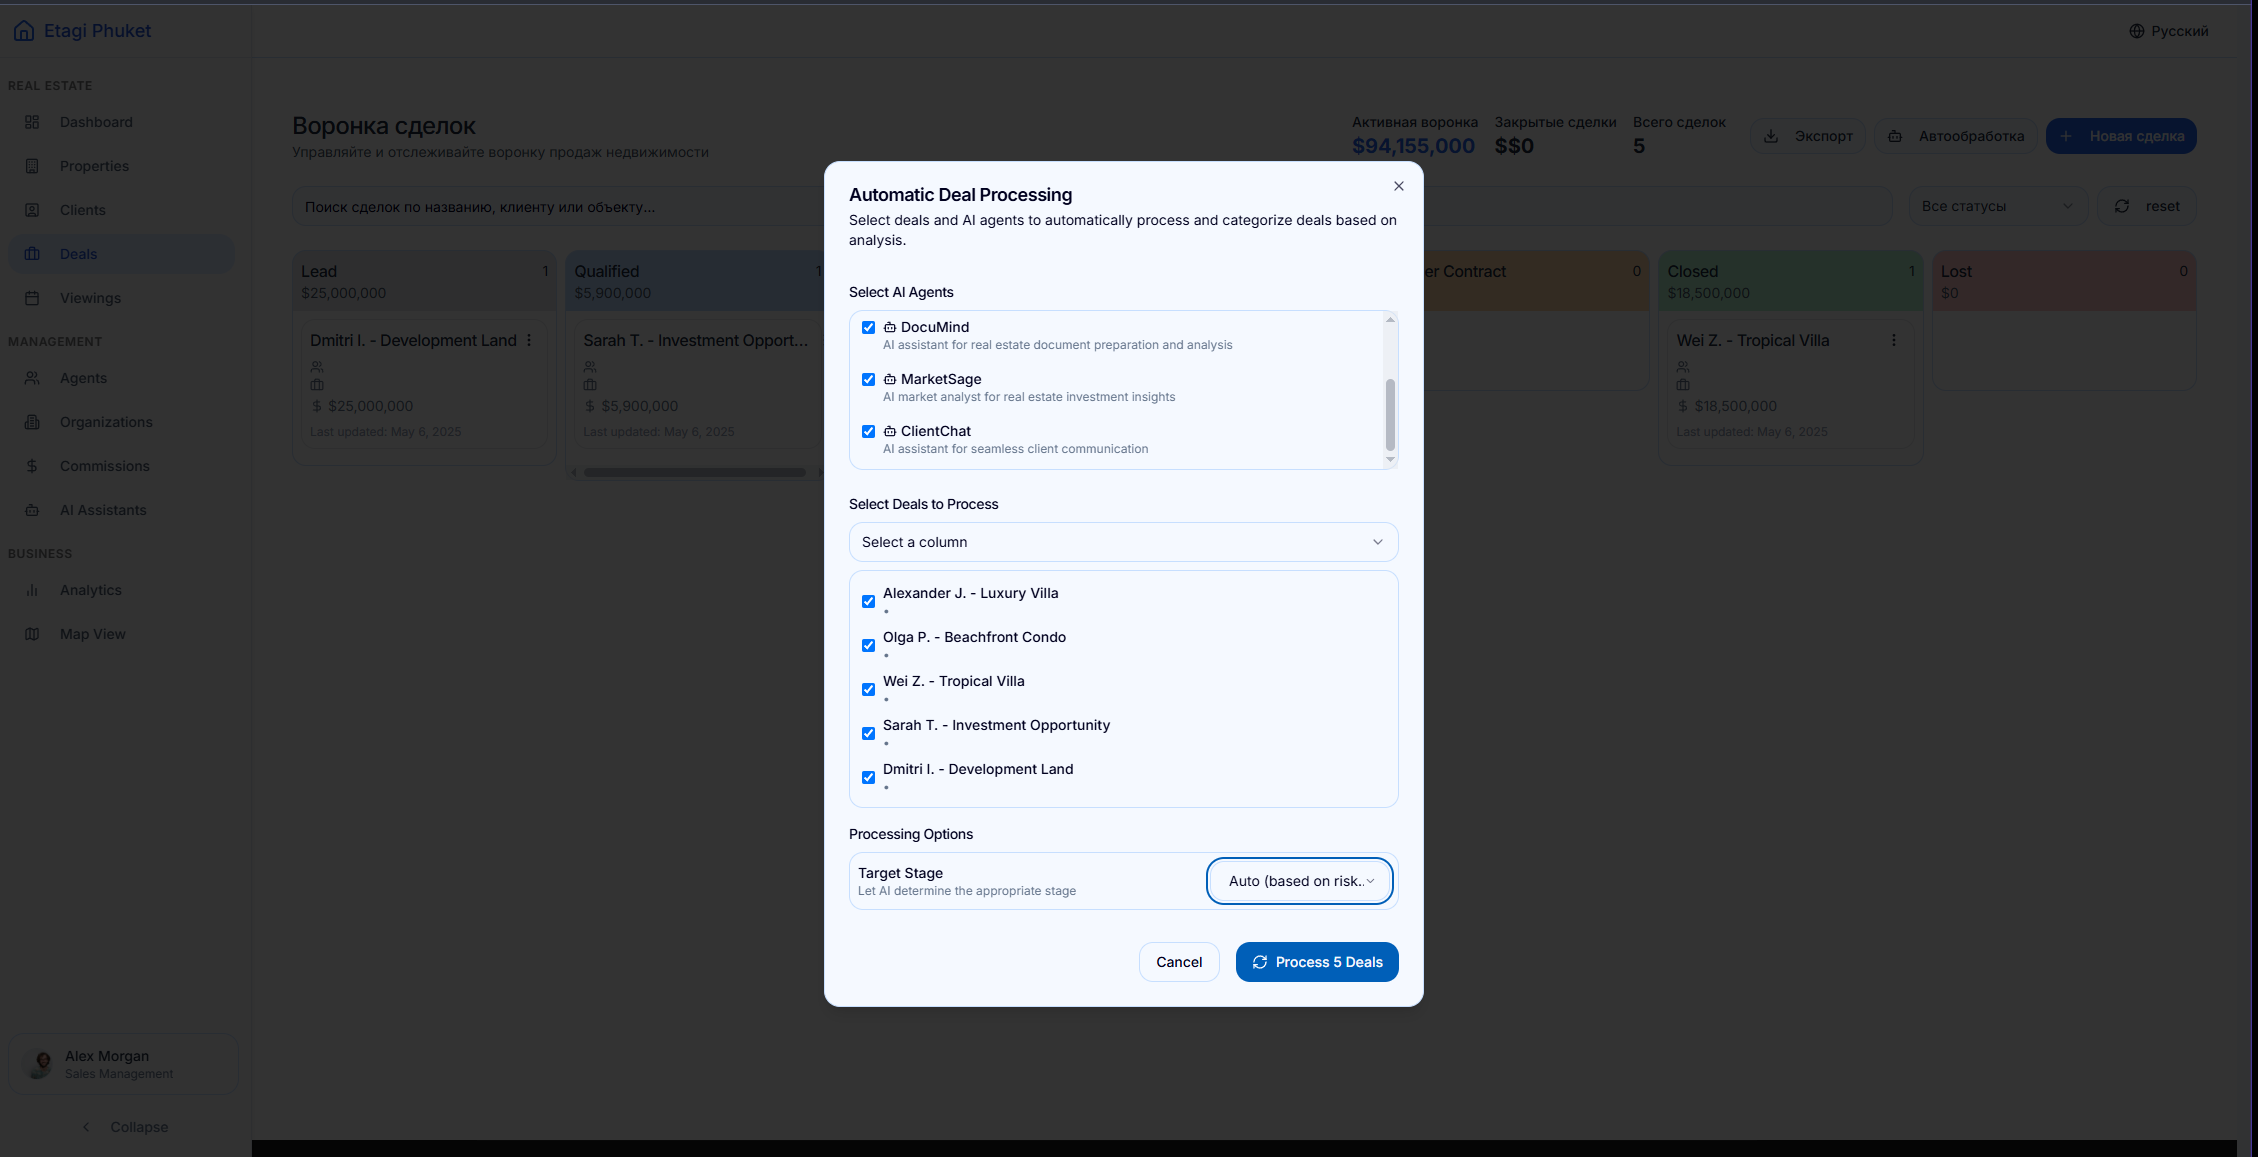 Etagi Phuket
Русский
REAL ESTATE
Dashboard
Properties
Clients
Deals
Viewings
MANAGEMENT
Agents
Organizations
Commissions
AI Assistants
BUSINESS
Analytics
Map View
Alex Morgan
Sales Management
Collapse
Воронка сделок
Управляйте и отслеживайте воронку продаж недвижимости
Активная воронка
$94,155,000
Закрытые сделки
$$0
Всего сделок
5
Экспорт
Автообработка
Новая сделка
Поиск сделок по названию, клиенту или объекту...
Все статусы
reset
Lead 1
$25,000,000
Dmitri I. - Development Land
$25,000,000
Last updated: May 6, 2025
Qualified 1
$5,900,000
Sarah T. - Investment Opport...
$5,900,000
Last updated: May 6, 2025
er Contract 0
Closed 1
$18,500,000
Wei Z. - Tropical Villa
$18,500,000
Last updated: May 6, 2025
Lost 0
$0
Automatic Deal Processing
Select deals and AI agents to automatically process and categorize deals based on
analysis.
Select AI Agents
DocuMind
AI assistant for real estate document preparation and analysis
MarketSage
AI market analyst for real estate investment insights
ClientChat
AI assistant for seamless client communication
Select Deals to Process
Select a column
Alexander J. - Luxury Villa
•
Olga P. - Beachfront Condo
•
Wei Z. - Tropical Villa
•
Sarah T. - Investment Opportunity
•
Dmitri I. - Development Land
•
Processing Options
Target Stage
Let AI determine the appropriate stage
Auto (based on risk..
Cancel
Process 5 Deals